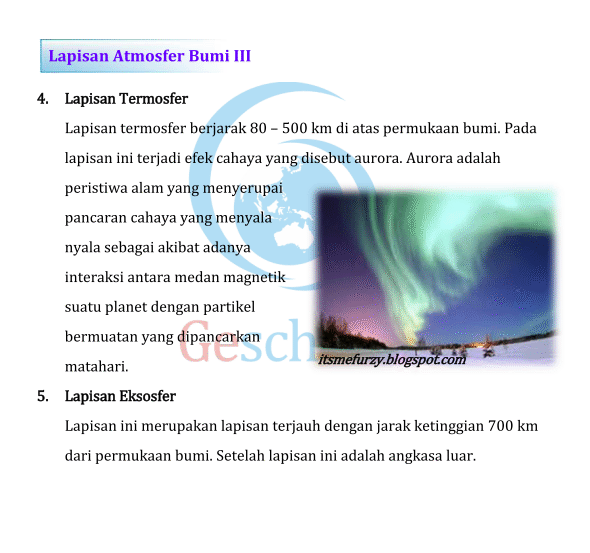 Lapisan Atmosfer Bumi III
4. Lapisan Termosfer
Lapisan termosfer berjarak 80 – 500 km di atas permukaan bumi. Pada
lapisan ini terjadi efek cahaya yang disebut aurora. Aurora adalah
peristiwa alam yang menyerupai
pancaran cahaya yang menyala
nyala sebagai akibat adanya
interaksi antara medan magnetik
suatu planet dengan partikel
bermuatan yang dipancarkan
matahari.
Gesch
itsmefurzy.blogspot.com
5. Lapisan Eksosfer
Lapisan ini merupakan lapisan terjauh dengan jarak ketinggian 700 km
dari permukaan bumi. Setelah lapisan ini adalah angkasa luar.